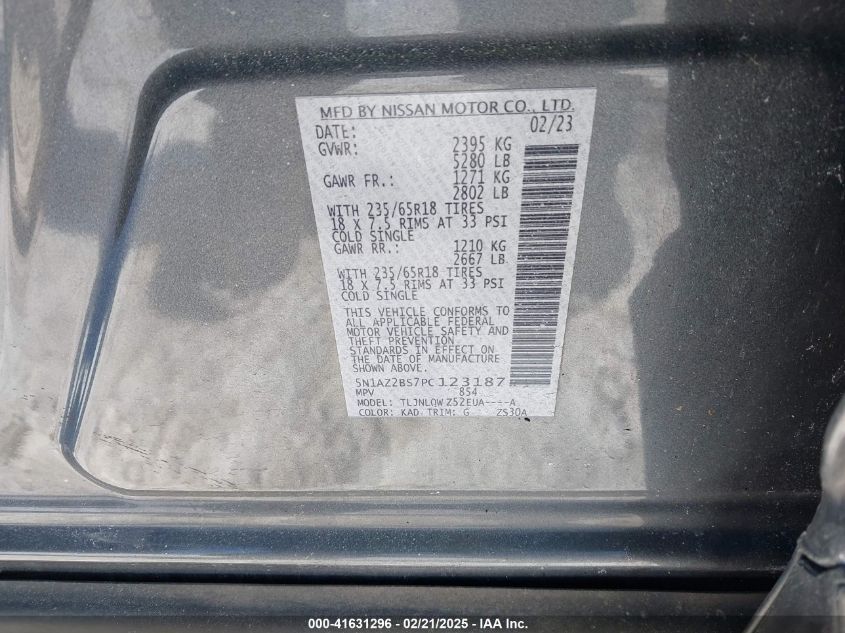 MFD BY NISSAN MOTOR CO., LTD.
DATE: 02/23
GVWR: 2395 KG
5280 LB
GAWR FR.: 1271 KG
2802 LB
WITH 235/65R18 TIRES
18 X 7.5 RIMS AT 33 PSI
COLD SINGLE
GAWR RR.: 1210 KG
2667 LB
WITH 235/65R18 TIRES
18 X 7.5 RIMS AT 33 PSI
COLD SINGLE
THIS VEHICLE CONFORMS TO
ALL APPLICABLE FEDERAL
MOTOR VEHICLE SAFETY AND
THEFT PREVENTION
STANDARDS IN EFFECT ON
THE DATE OF MANUFACTURE
SHOWN ABOVE.
5N1AZ2BS7PC123187
MPV 854
MODEL: TLJNLQW Z52EUA----A
COLOR: KAD TRIM: G ZS30A
000-41631296 - 02/21/2025 - IAA Inc.